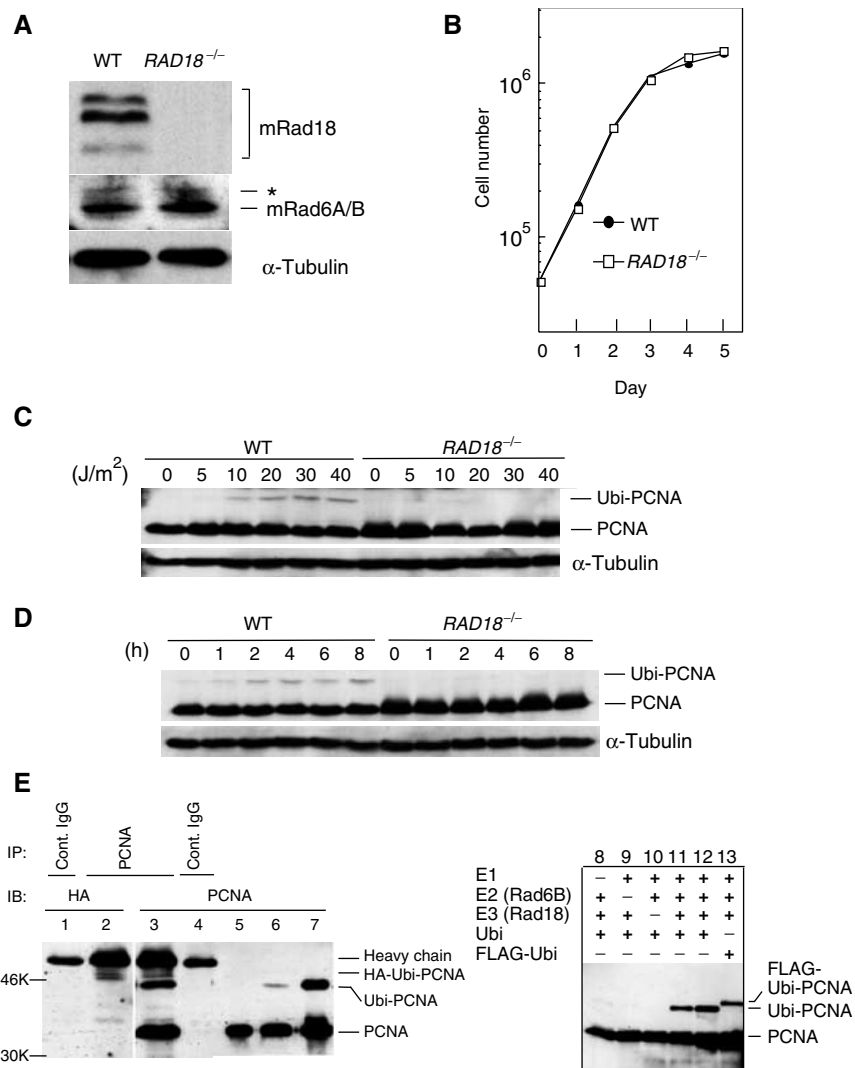 A
WT RAD18–/–
mRad18
*
mRad6A/B
α-Tubulin
B
Cell number
10⁶
10⁵
WT
RAD18–/–
0 1 2 3 4 5
Day
C
WT RAD18–/–
(J/m²) 0 5 10 20 30 40 0 5 10 20 30 40
Ubi-PCNA
PCNA
α-Tubulin
D
WT RAD18–/–
(h) 0 1 2 4 6 8 0 1 2 4 6 8
Ubi-PCNA
PCNA
α-Tubulin
E
IP: Cont. IgG PCNA Cont. IgG
IB: HA PCNA
1 2 3 4 5 6 7
46K
30K
Heavy chain
HA-Ubi-PCNA
Ubi-PCNA
PCNA
8 9 10 11 12 13
E1 – + + + + +
E2 (Rad6B) + – + + + +
E3 (Rad18) + + – + + +
Ubi + + + + + –
FLAG-Ubi – – – – – +
FLAG-
Ubi-PCNA
Ubi-PCNA
PCNA